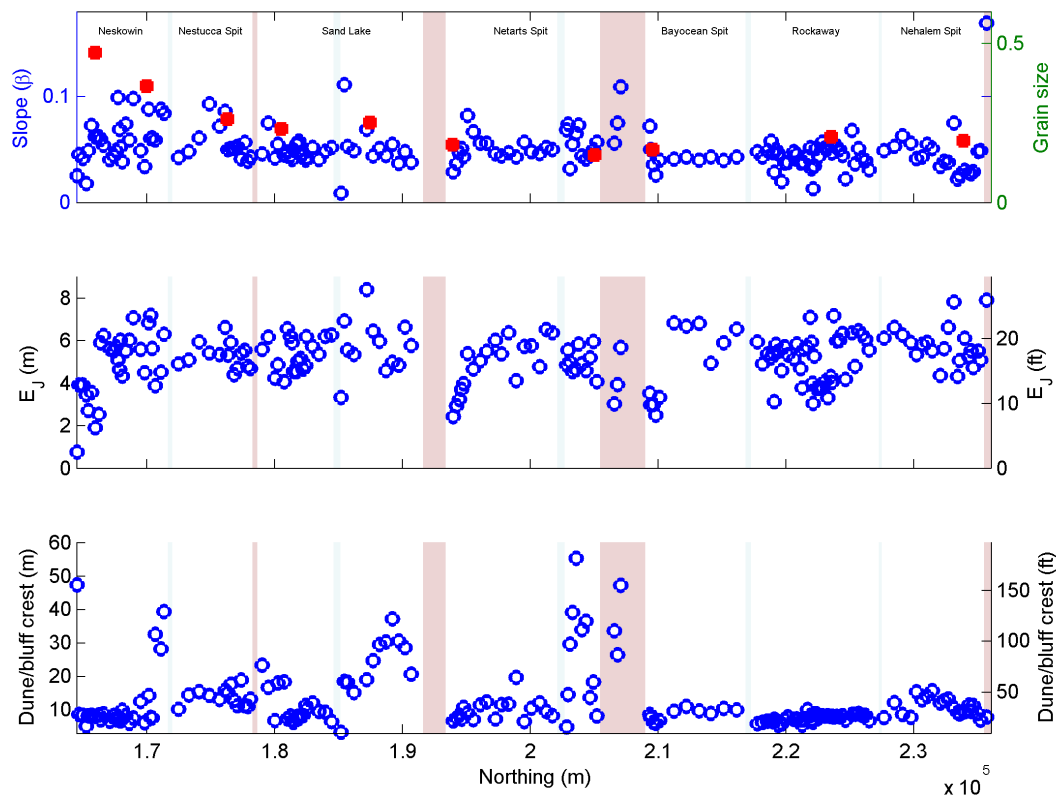 Neskowin Nestucca Spit Sand Lake Netarts Spit Bayocean Spit Rockaway Nehalem Spit
Slope (β)
0.1
0
Grain size
0.5
0
E_J (m)
8
6
4
2
0
E_J (ft)
20
10
0
Dune/bluff crest (m)
60
50
40
30
20
10
Dune/bluff crest (ft)
150
100
50
1.7 1.8 1.9 2 2.1 2.2 2.3
Northing (m)
x 10^5